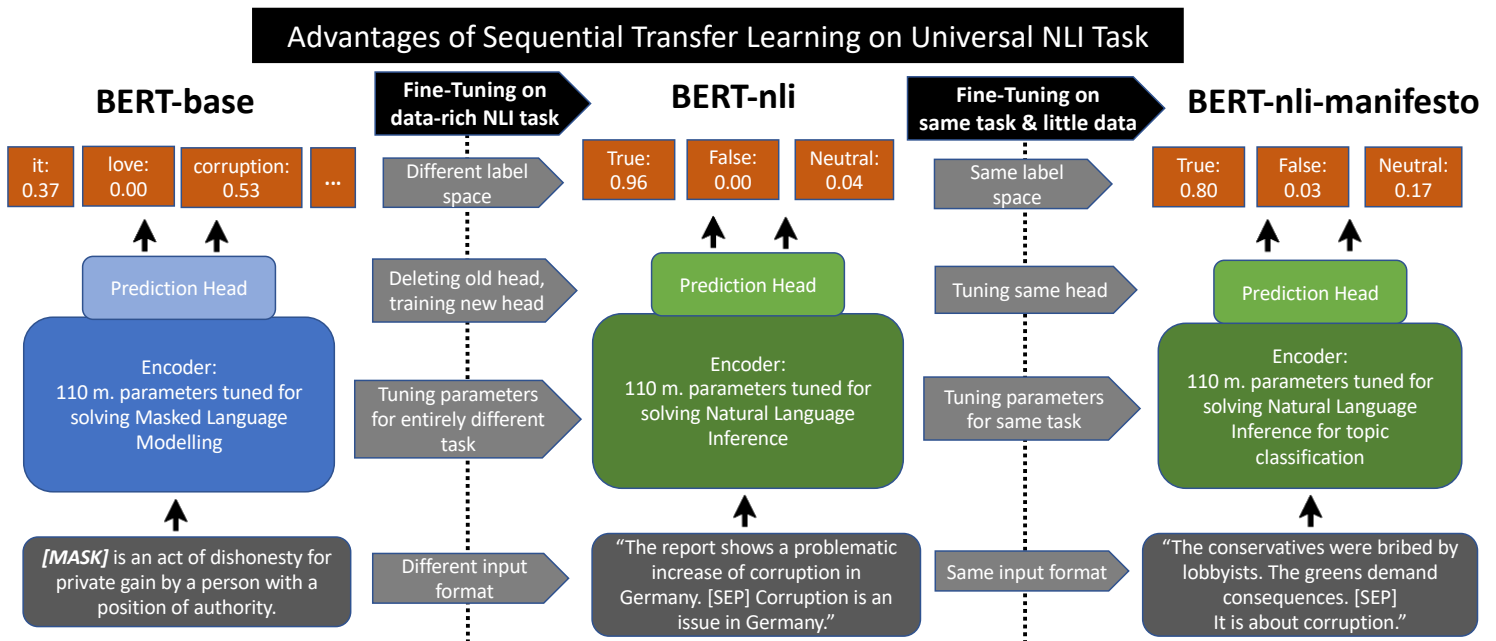 Advantages of Sequential Transfer Learning on Universal NLI Task
BERT-base
it:
0.37
love:
0.00
corruption:
0.53
...
Prediction Head
Encoder:
110 m. parameters tuned for
solving Masked Language
Modelling
[MASK] is an act of dishonesty for
private gain by a person with a
position of authority.
Fine-Tuning on
data-rich NLI task
Different label
space
Deleting old head,
training new head
Tuning parameters
for entirely different
task
Different input
format
BERT-nli
True:
0.96
False:
0.00
Neutral:
0.04
Prediction Head
Encoder:
110 m. parameters tuned for
solving Natural Language
Inference
“The report shows a problematic
increase of corruption in
Germany. [SEP] Corruption is an
issue in Germany.”
Fine-Tuning on
same task & little data
Same label
space
Tuning same head
Tuning parameters
for same task
Same input format
BERT-nli-manifesto
True:
0.80
False:
0.03
Neutral:
0.17
Prediction Head
Encoder:
110 m. parameters tuned for
solving Natural Language
Inference for topic
classification
“The conservatives were bribed by
lobbyists. The greens demand
consequences. [SEP]
It is about corruption.”